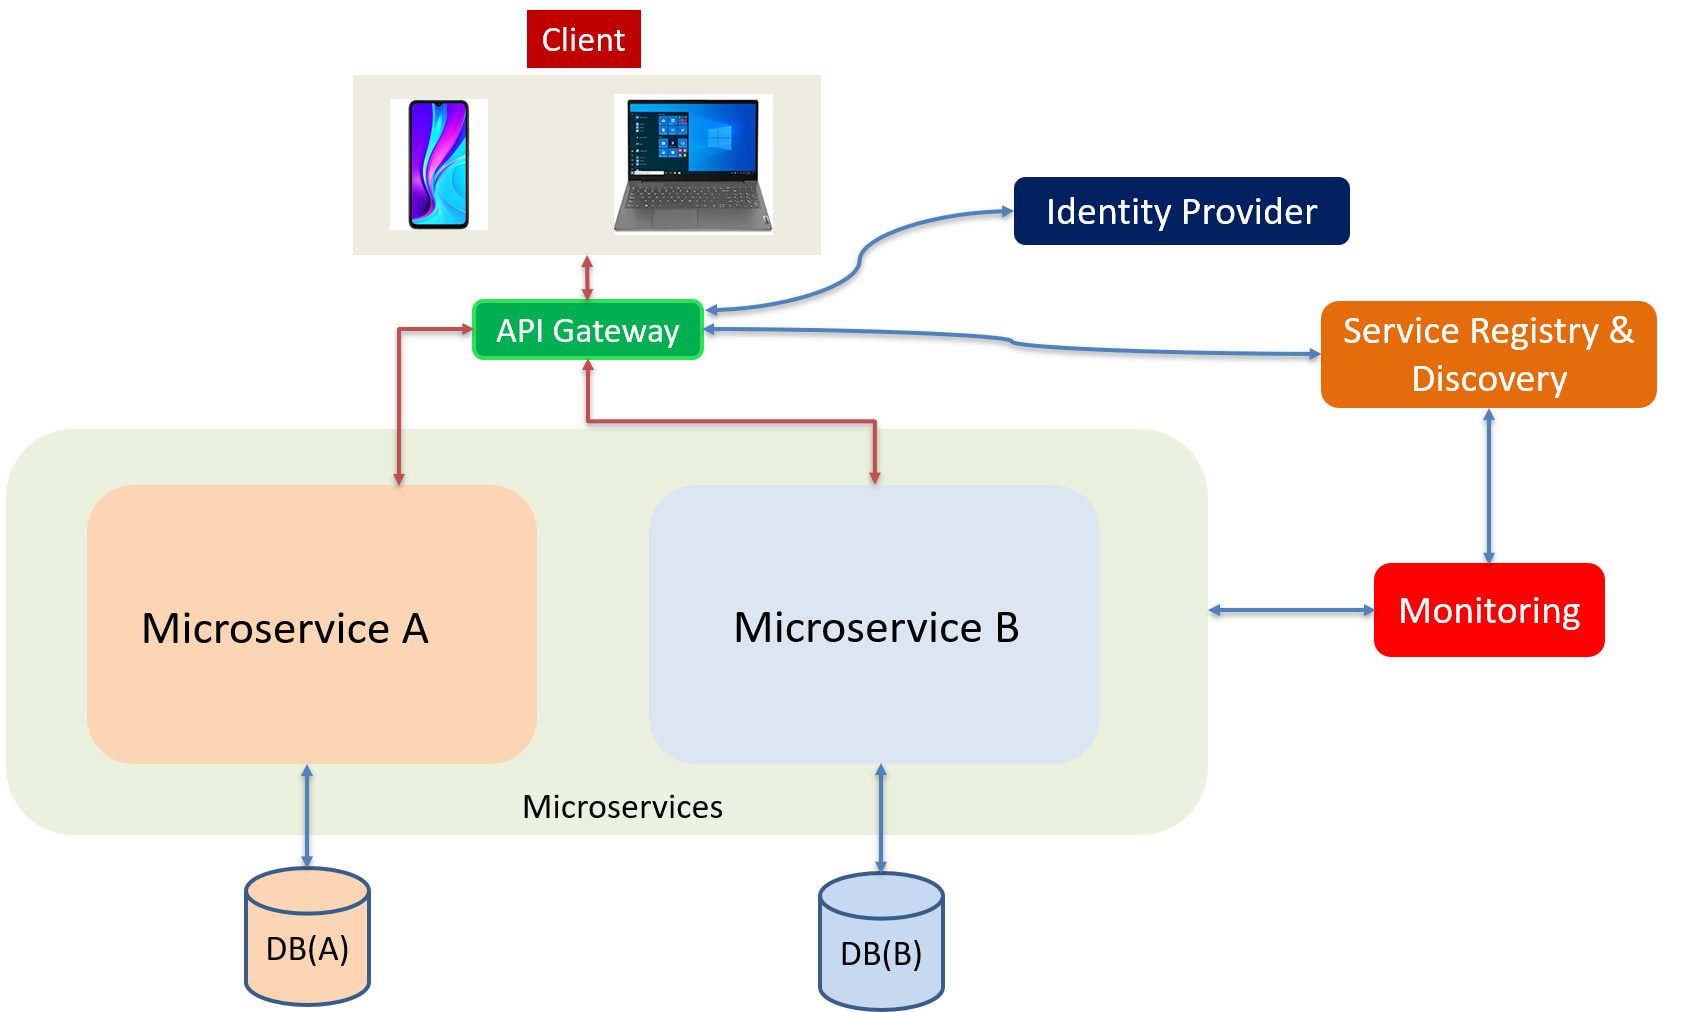 Client
Identity Provider
API Gateway
Service Registry &
Discovery
Microservice A
Microservice B
Monitoring
Microservices
DB(A)
DB(B)